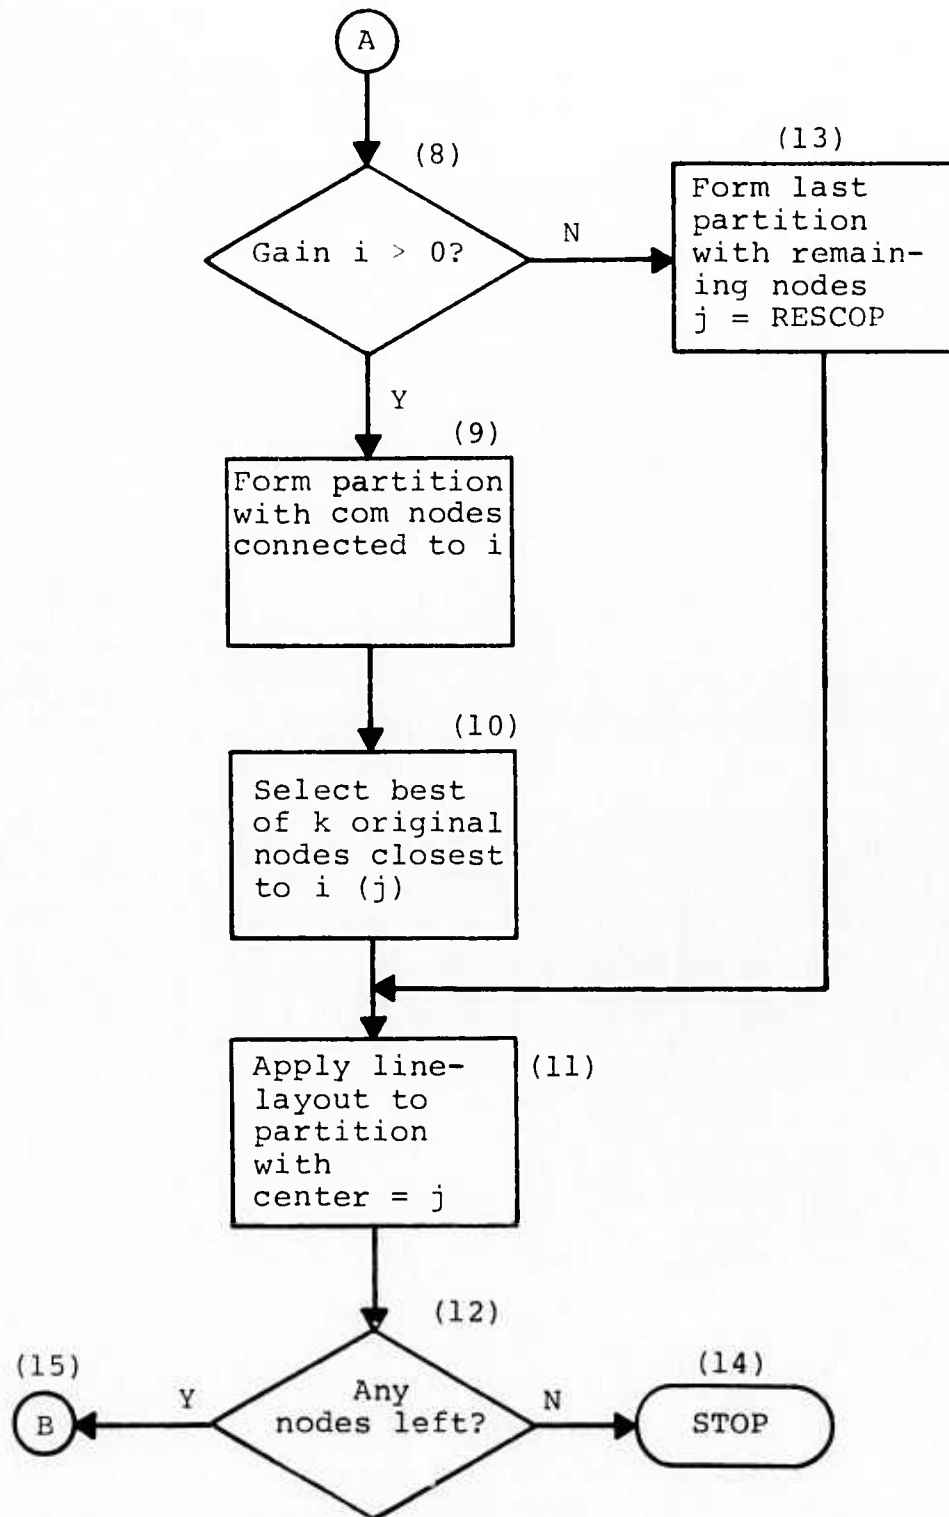 A
(8)
Gain i > 0?
N
(13)
Form last
partition
with remain-
ing nodes
j = RESCOP
Y
(9)
Form partition
with com nodes
connected to i
(10)
Select best
of k original
nodes closest
to i (j)
Apply line-
layout to
partition
with
center = j
(11)
(12)
Any
nodes left?
Y
(15)
B
N
(14)
STOP